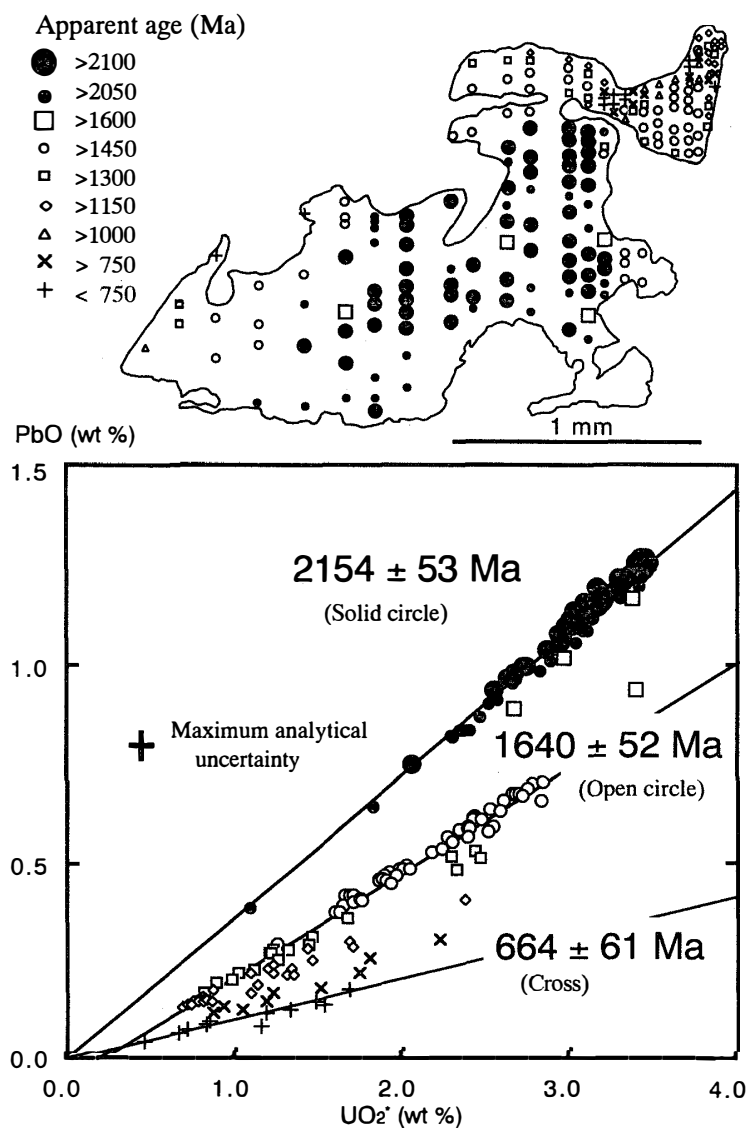 Apparent age (Ma)
>2100
>2050
>1600
>1450
>1300
>1150
>1000
> 750
< 750
1 mm
PbO (wt %)
1.5
1.0
0.5
0.0
2154 ± 53 Ma
(Solid circle)
Maximum analytical
uncertainty
1640 ± 52 Ma
(Open circle)
664 ± 61 Ma
(Cross)
0.0 1.0 2.0 3.0 4.0
UO₂* (wt %)